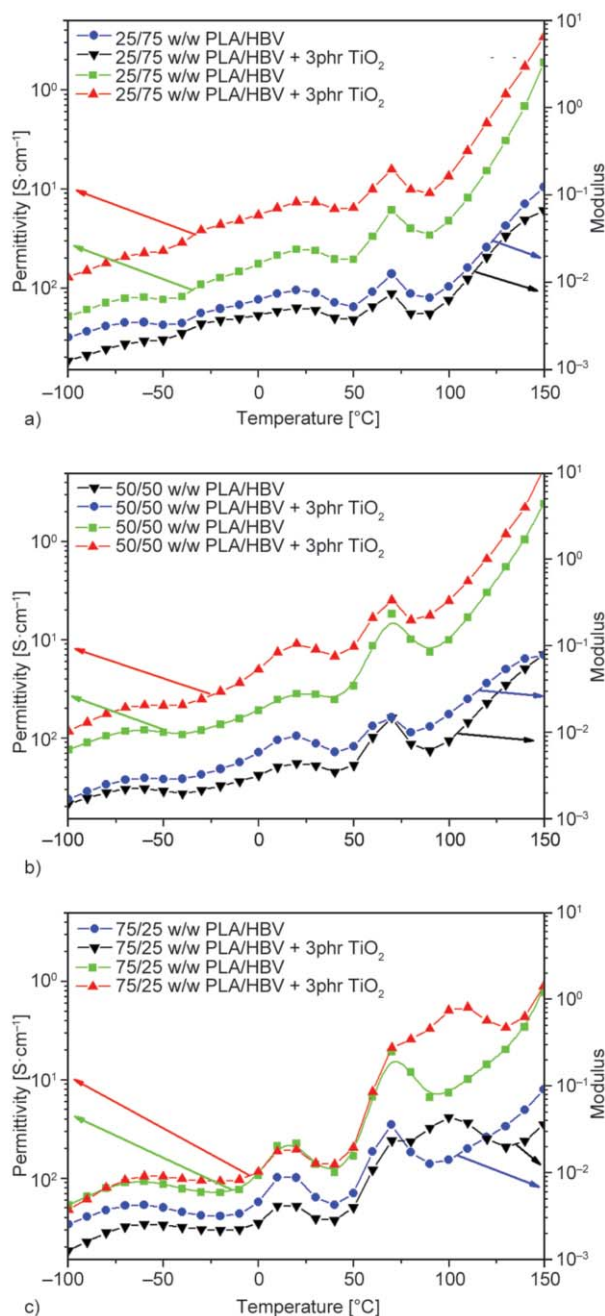 25/75 w/w PLA/HBV
25/75 w/w PLA/HBV + 3phr TiO₂
25/75 w/w PLA/HBV
25/75 w/w PLA/HBV + 3phr TiO₂
Permittivity [S·cm⁻¹]
10⁰
10¹
10²
Modulus
10¹
10⁰
10⁻¹
10⁻²
10⁻³
−100 −50 0 50 100 150
Temperature [°C]
a)
50/50 w/w PLA/HBV
50/50 w/w PLA/HBV + 3phr TiO₂
50/50 w/w PLA/HBV
50/50 w/w PLA/HBV + 3phr TiO₂
Permittivity [S·cm⁻¹]
10⁰
10¹
10²
Modulus
10¹
10⁰
10⁻¹
10⁻²
10⁻³
−100 −50 0 50 100 150
Temperature [°C]
b)
75/25 w/w PLA/HBV
75/25 w/w PLA/HBV + 3phr TiO₂
75/25 w/w PLA/HBV
75/25 w/w PLA/HBV + 3phr TiO₂
Permittivity [S·cm⁻¹]
10⁰
10¹
10²
Modulus
10¹
10⁰
10⁻¹
10⁻²
10⁻³
−100 −50 0 50 100 150
Temperature [°C]
c)